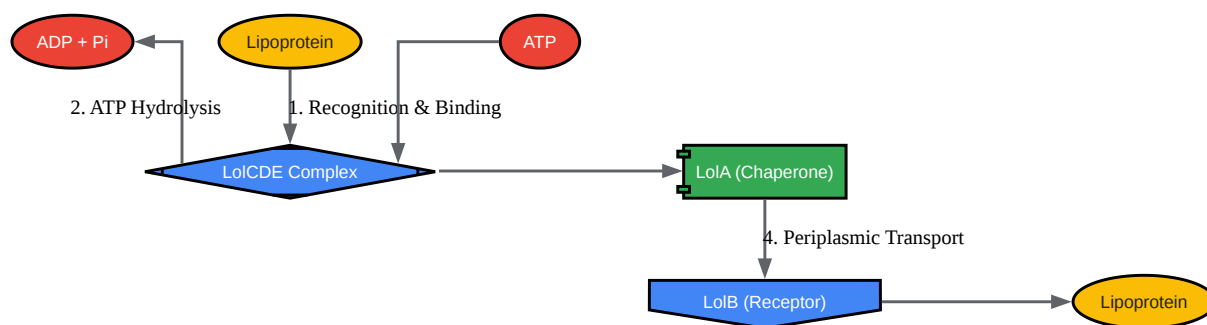 ADP + Pi
Lipoprotein
ATP
2. ATP Hydrolysis
1. Recognition & Binding
LolCDE Complex
LolA (Chaperone)
4. Periplasmic Transport
LolB (Receptor)
Lipoprotein